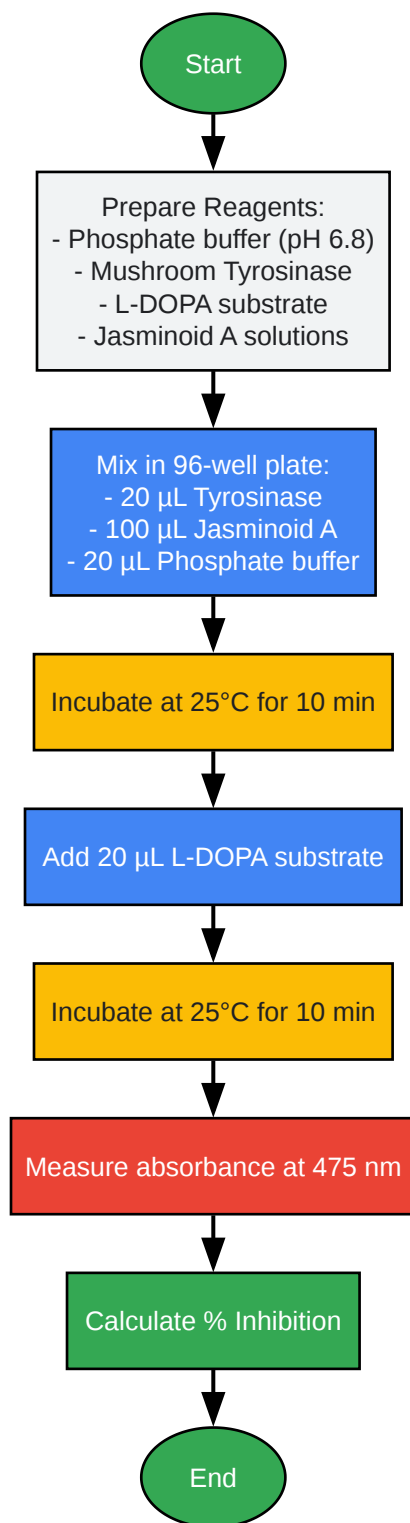 Start
Prepare Reagents:
- Phosphate buffer (pH 6.8)
- Mushroom Tyrosinase
- L-DOPA substrate
- Jasminoid A solutions
Mix in 96-well plate:
- 20 µL Tyrosinase
- 100 µL Jasminoid A
- 20 µL Phosphate buffer
Incubate at 25°C for 10 min
Add 20 µL L-DOPA substrate
Incubate at 25°C for 10 min
Measure absorbance at 475 nm
Calculate % Inhibition
End